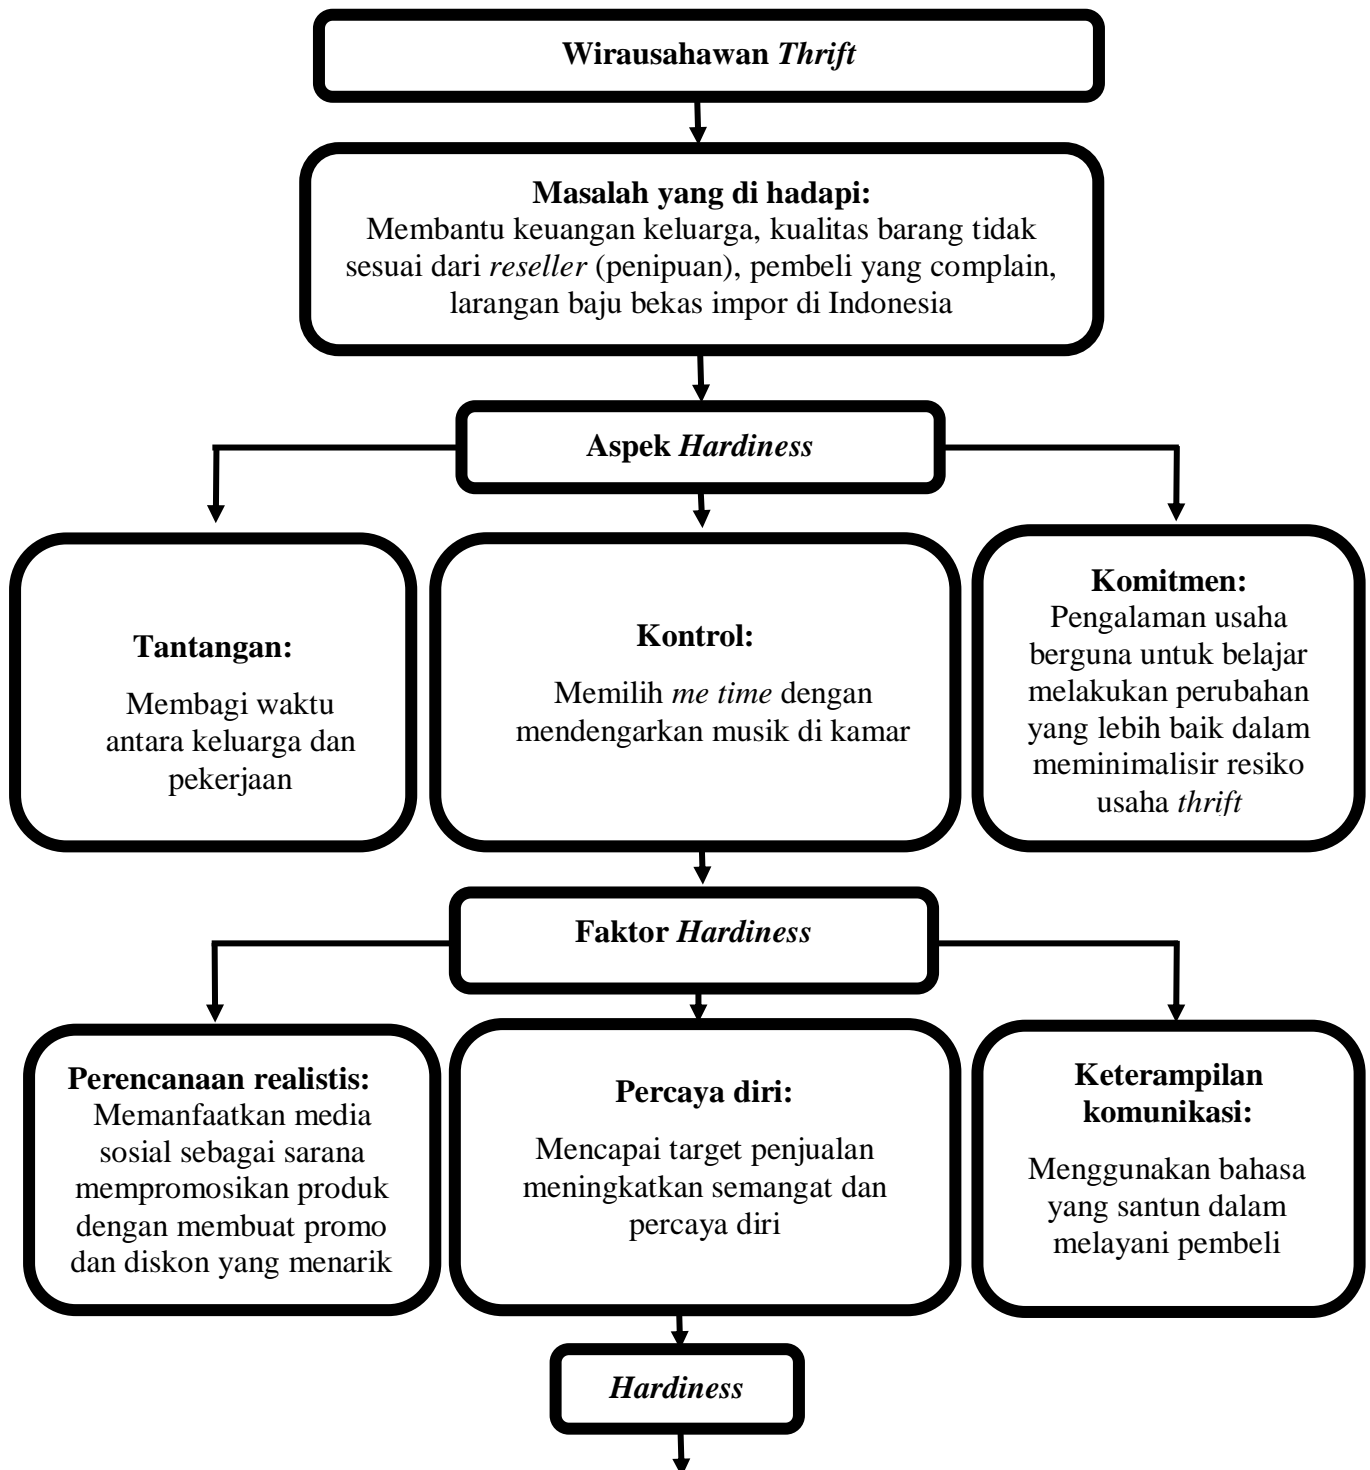 Wirausahawan Thrift
Masalah yang di hadapi:
Membantu keuangan keluarga, kualitas barang tidak
sesuai dari reseller (penipuan), pembeli yang complain,
larangan baju bekas impor di Indonesia
Aspek Hardiness
Tantangan:
Membagi waktu
antara keluarga dan
pekerjaan
Kontrol:
Memilih me time dengan
mendengarkan musik di kamar
Komitmen:
Pengalaman usaha
berguna untuk belajar
melakukan perubahan
yang lebih baik dalam
meminimalisir resiko
usaha thrift
Faktor Hardiness
Perencanaan realistis:
Memanfaatkan media
sosial sebagai sarana
mempromosikan produk
dengan membuat promo
dan diskon yang menarik
Percaya diri:
Mencapai target penjualan
meningkatkan semangat dan
percaya diri
Keterampilan
komunikasi:
Menggunakan bahasa
yang santun dalam
melayani pembeli
Hardiness